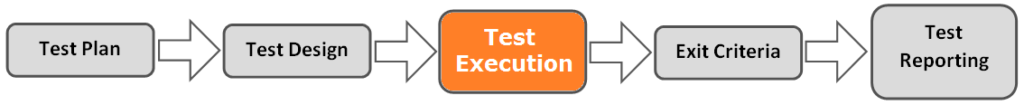 Test Plan
Test Design
Test
Execution
Exit Criteria
Test
Reporting